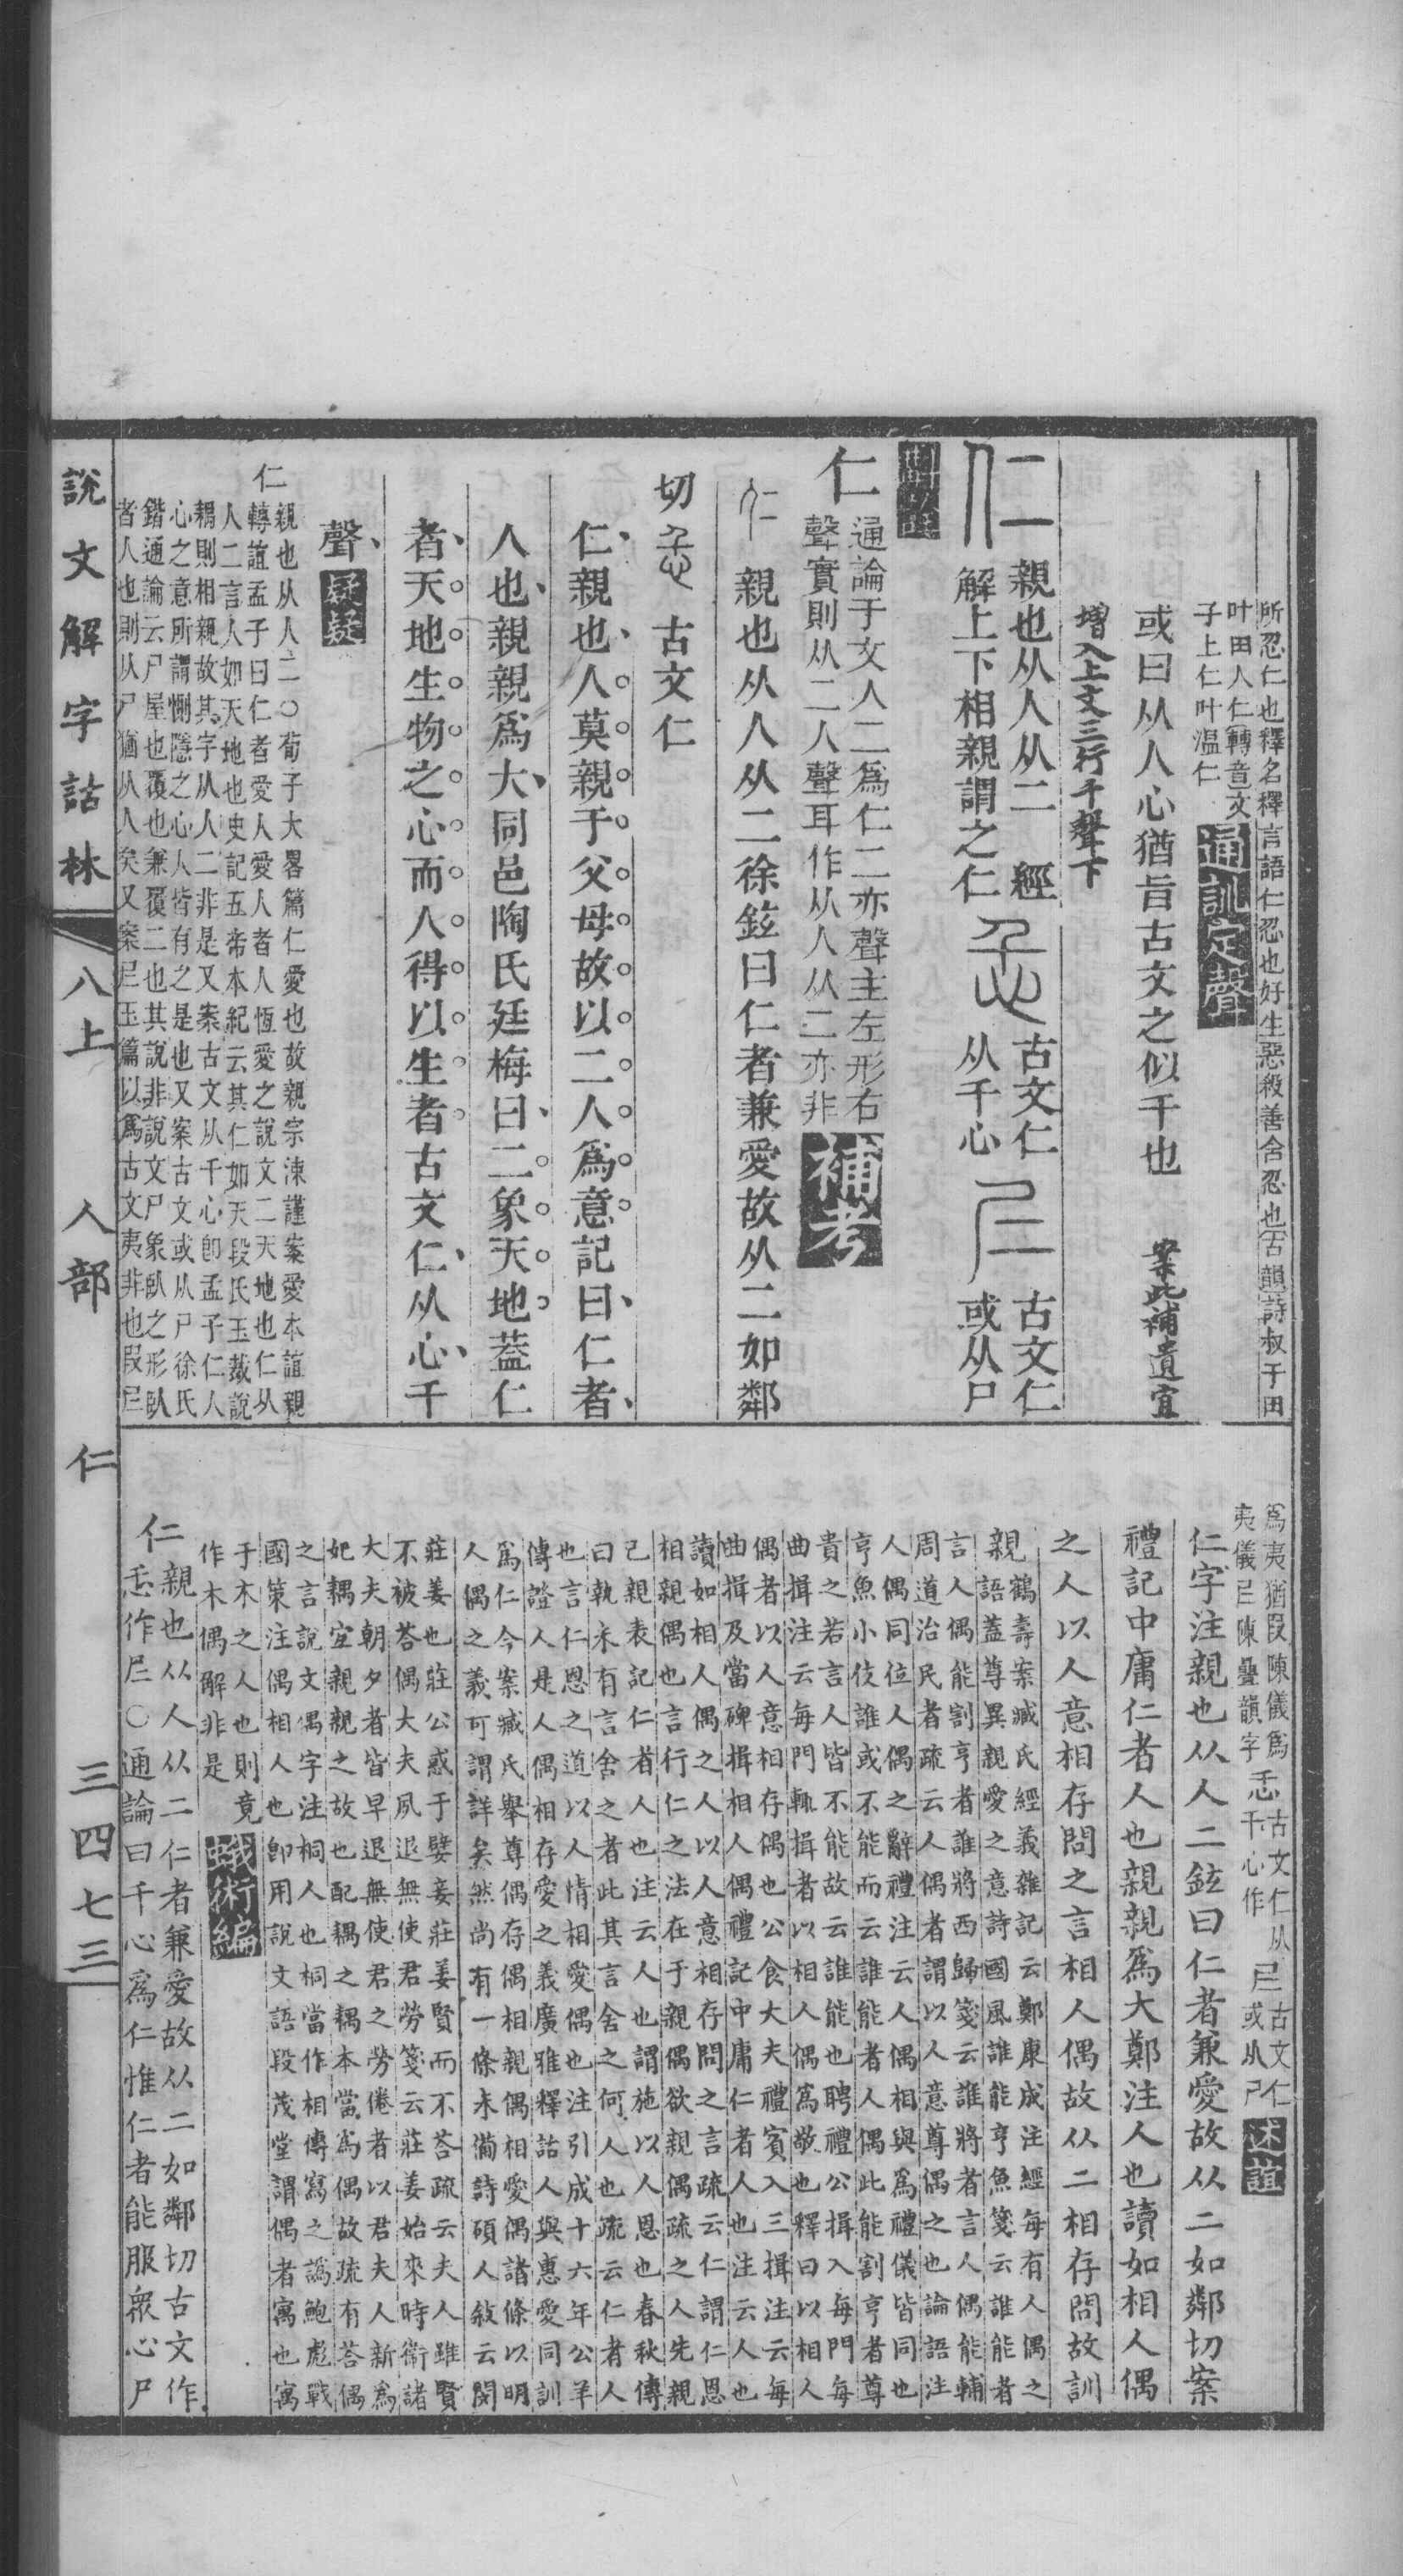 所忍仁也釋名釋言語仁忍也好生惡殺善舍忍也古韻詩叔于田
叶田人仁轉音文
子上仁叶溫仁
通訓定聲
或曰从人心猶旨古文之似千也 案此補遺宜
增入上文三行千聲下
仁 親也从人从二 經
解上下相親謂之仁
忎 古文仁
从千心
𡰥 古文仁
或从尸
仁 通論于文人二爲仁二亦聲主左形右
聲實則从二人聲耳作从人从二亦非
補考
仁 親也从人从二徐鉉曰仁者兼愛故从二如鄰
切 忎 古文仁
仁親也人莫親于父母故以二人爲意記曰仁者
人也親親爲大同邑陶氏廷梅曰二象天地蓋仁
者天地生物之心而人得以生者古文仁从心千
聲 疑疑
仁 親也从人二○荀子大畧篇仁愛也故親宗涑謹案愛本誼親
轉誼孟子曰仁者愛人愛人者人恆愛之說文二天地也仁从
人二言人如天地也史記五帝本紀云其仁如天段氏玉裁說
耦則相親故其字从人二非是又案古文从千心卽孟子仁人
心之意所謂惻隱之心人皆有之是也又案古文或从尸徐氏
鍇通論云尸屋也覆也兼覆二也其說非說文尸象臥之形臥
者人也則从尸猶从人矣又案𡰥玉篇以爲古文夷非也叚𡰥
說文解字詁林 八上 人部 仁 三四七三
爲夷猶叚陳儀爲
夷儀𡰥陳疊韻字
忎 古文仁从
千心作
𡰥 古文仁
或从尸
述誼
仁字注親也从人二鉉曰仁者兼愛故从二如鄰切案
禮記中庸仁者人也親親爲大鄭注人也讀如相人偶
之人以人意相存問之言相人偶故从二相存問故訓
親 鶴壽案臧氏經義雜記云鄭康成注經每有人偶之
語蓋尊異親愛之意詩國風誰能亨魚箋云誰能者
言人偶能割亨者誰將西歸箋云誰將者言人偶能輔
周道治民者疏云人偶者謂以人意尊偶之也論語注
人偶同位人偶之辭禮注云人偶相與爲禮儀皆同也
亨魚小伎誰或不能而云誰能者人偶此能割亨者尊
貴之若言人皆不能故云誰能也聘禮公揖入每門每
曲揖注云每門輒揖者以相人偶爲敬也釋曰以相人
偶者以人意相存偶也公食大夫禮賓入三揖注云每
曲揖及當碑揖相人偶禮記中庸仁者人也注云人也
讀如相人偶之人以人意相存問之言疏云仁謂仁恩
相親偶也言行仁之法在于親偶欲親偶疏之人先親
己親表記仁者人也注云人也謂施以人恩也春秋傳
曰執未有言舍之者此其言舍之何人也疏云仁者人
也言仁恩之道以人情相愛偶也注引成十六年公羊
傳證人是人偶相存愛之義廣雅釋詁人與惠愛同訓
爲仁今案臧氏舉尊偶存偶相親偶相愛偶諸條以明
人偶之義可謂詳矣然尚有一條未備詩碩人敘云閔
莊姜也莊公惑于嬖妾莊姜賢而不荅疏云夫人雖賢
不被荅偶大夫夙退無使君勞箋云莊姜始來時衞諸
大夫朝夕者皆早退無使君之勞倦者以君夫人新爲
妃耦宜親親之故也配耦之耦本當爲偶故疏有荅偶
之言說文偶字注桐人也桐當作相傳寫之譌鮑彪戰
國策注偶相人也卽用說文語段茂堂謂偶者寓也寓
于木之人也則竟
作木偶解非是
蛾術編
仁 親也从人从二仁者兼愛故从二如鄰切古文作
忎作𡰥○通論曰千心爲仁惟仁者能服衆心尸